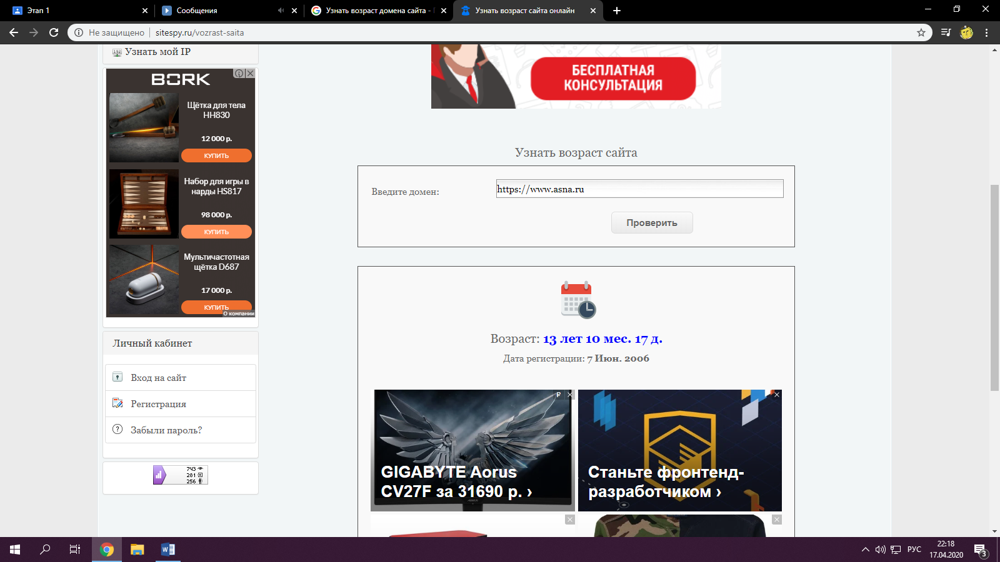 Этап 1
Сообщения
Узнать возраст домена сайта -
Узнать возраст сайта онлайн
Не защищено
sitespy.ru/vozrast-saita
Узнать мой IP
BORK
Щётка для тела
HH830
12 000 р.
КУПИТЬ
Набор для игры в
нарды HS817
98 000 р.
КУПИТЬ
Мультичастотная
щётка D687
17 000 р.
КУПИТЬ
О компании
Личный кабинет
Вход на сайт
Регистрация
Забыли пароль?
743
281
256
БЕСПЛАТНАЯ
КОНСУЛЬТАЦИЯ
Узнать возраст сайта
Введите домен:
https://www.asna.ru
Проверить
Возраст: 13 лет 10 мес. 17 д.
Дата регистрации: 7 Июн. 2006
GIGABYTE Aorus
CV27F за 31690 р. ›
Станьте фронтенд-
разработчиком ›
РУС
22:18
17.04.2020
3